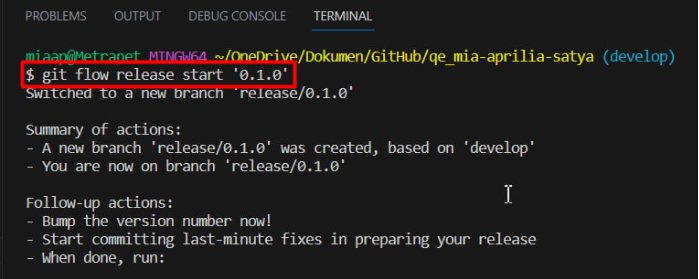 PROBLEMS OUTPUT DEBUG CONSOLE TERMINAL
miaap@Metranet MINGW64 ~/OneDrive/Dokumen/GitHub/qe_mia-aprilia-satya (develop)
$ git flow release start '0.1.0'
Switched to a new branch 'release/0.1.0'
Summary of actions:
- A new branch 'release/0.1.0' was created, based on 'develop'
- You are now on branch 'release/0.1.0'
Follow-up actions:
- Bump the version number now!
- Start committing last-minute fixes in preparing your release
- When done, run: